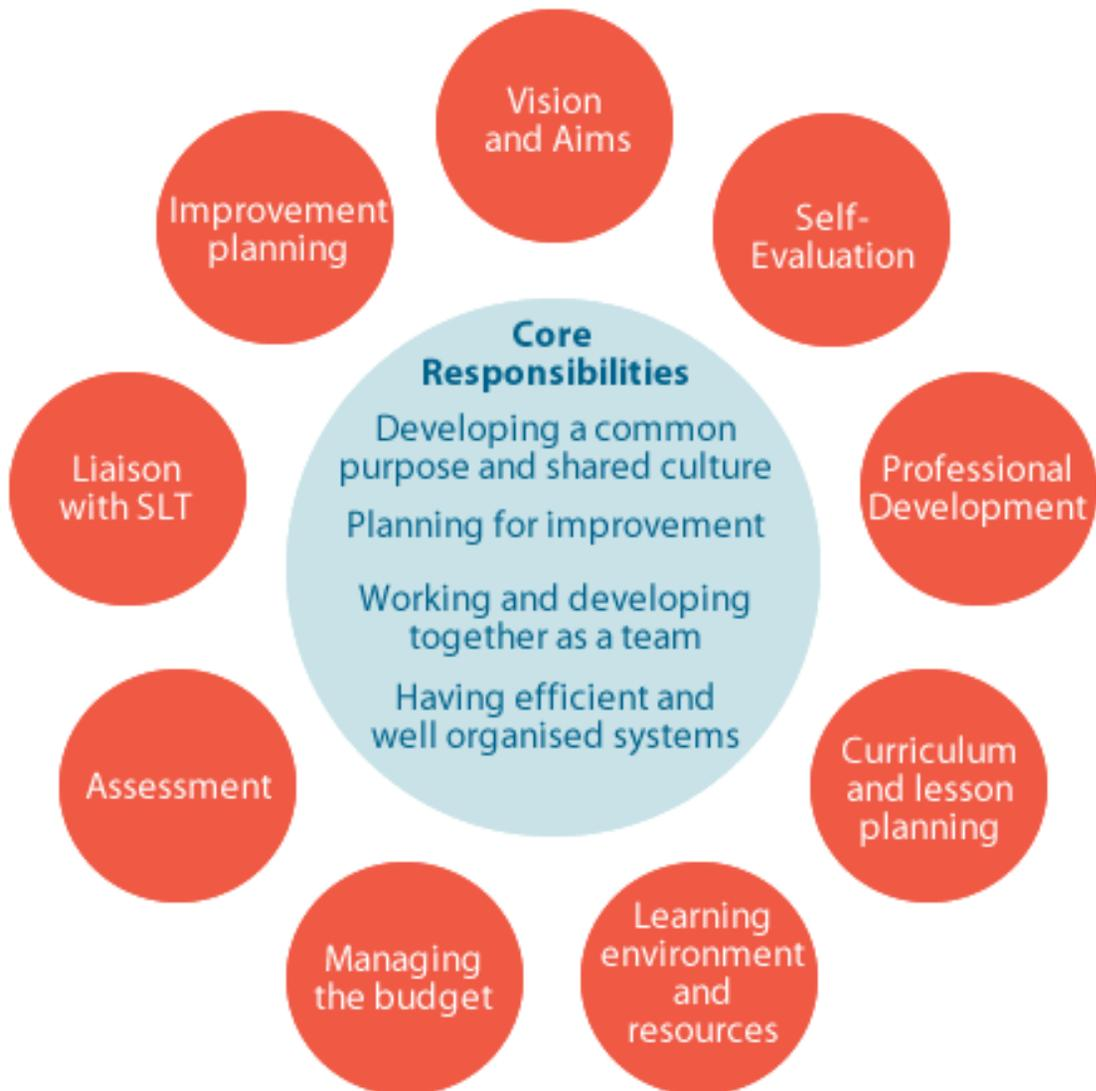 Vision
and Aims
Self-
Evaluation
Professional
Development
Curriculum
and lesson
planning
Learning
environment
and
resources
Managing
the budget
Assessment
Liaison
with SLT
Improvement
planning
Core
Responsibilities
Developing a common
purpose and shared culture
Planning for improvement
Working and developing
together as a team
Having efficient and
well organised systems